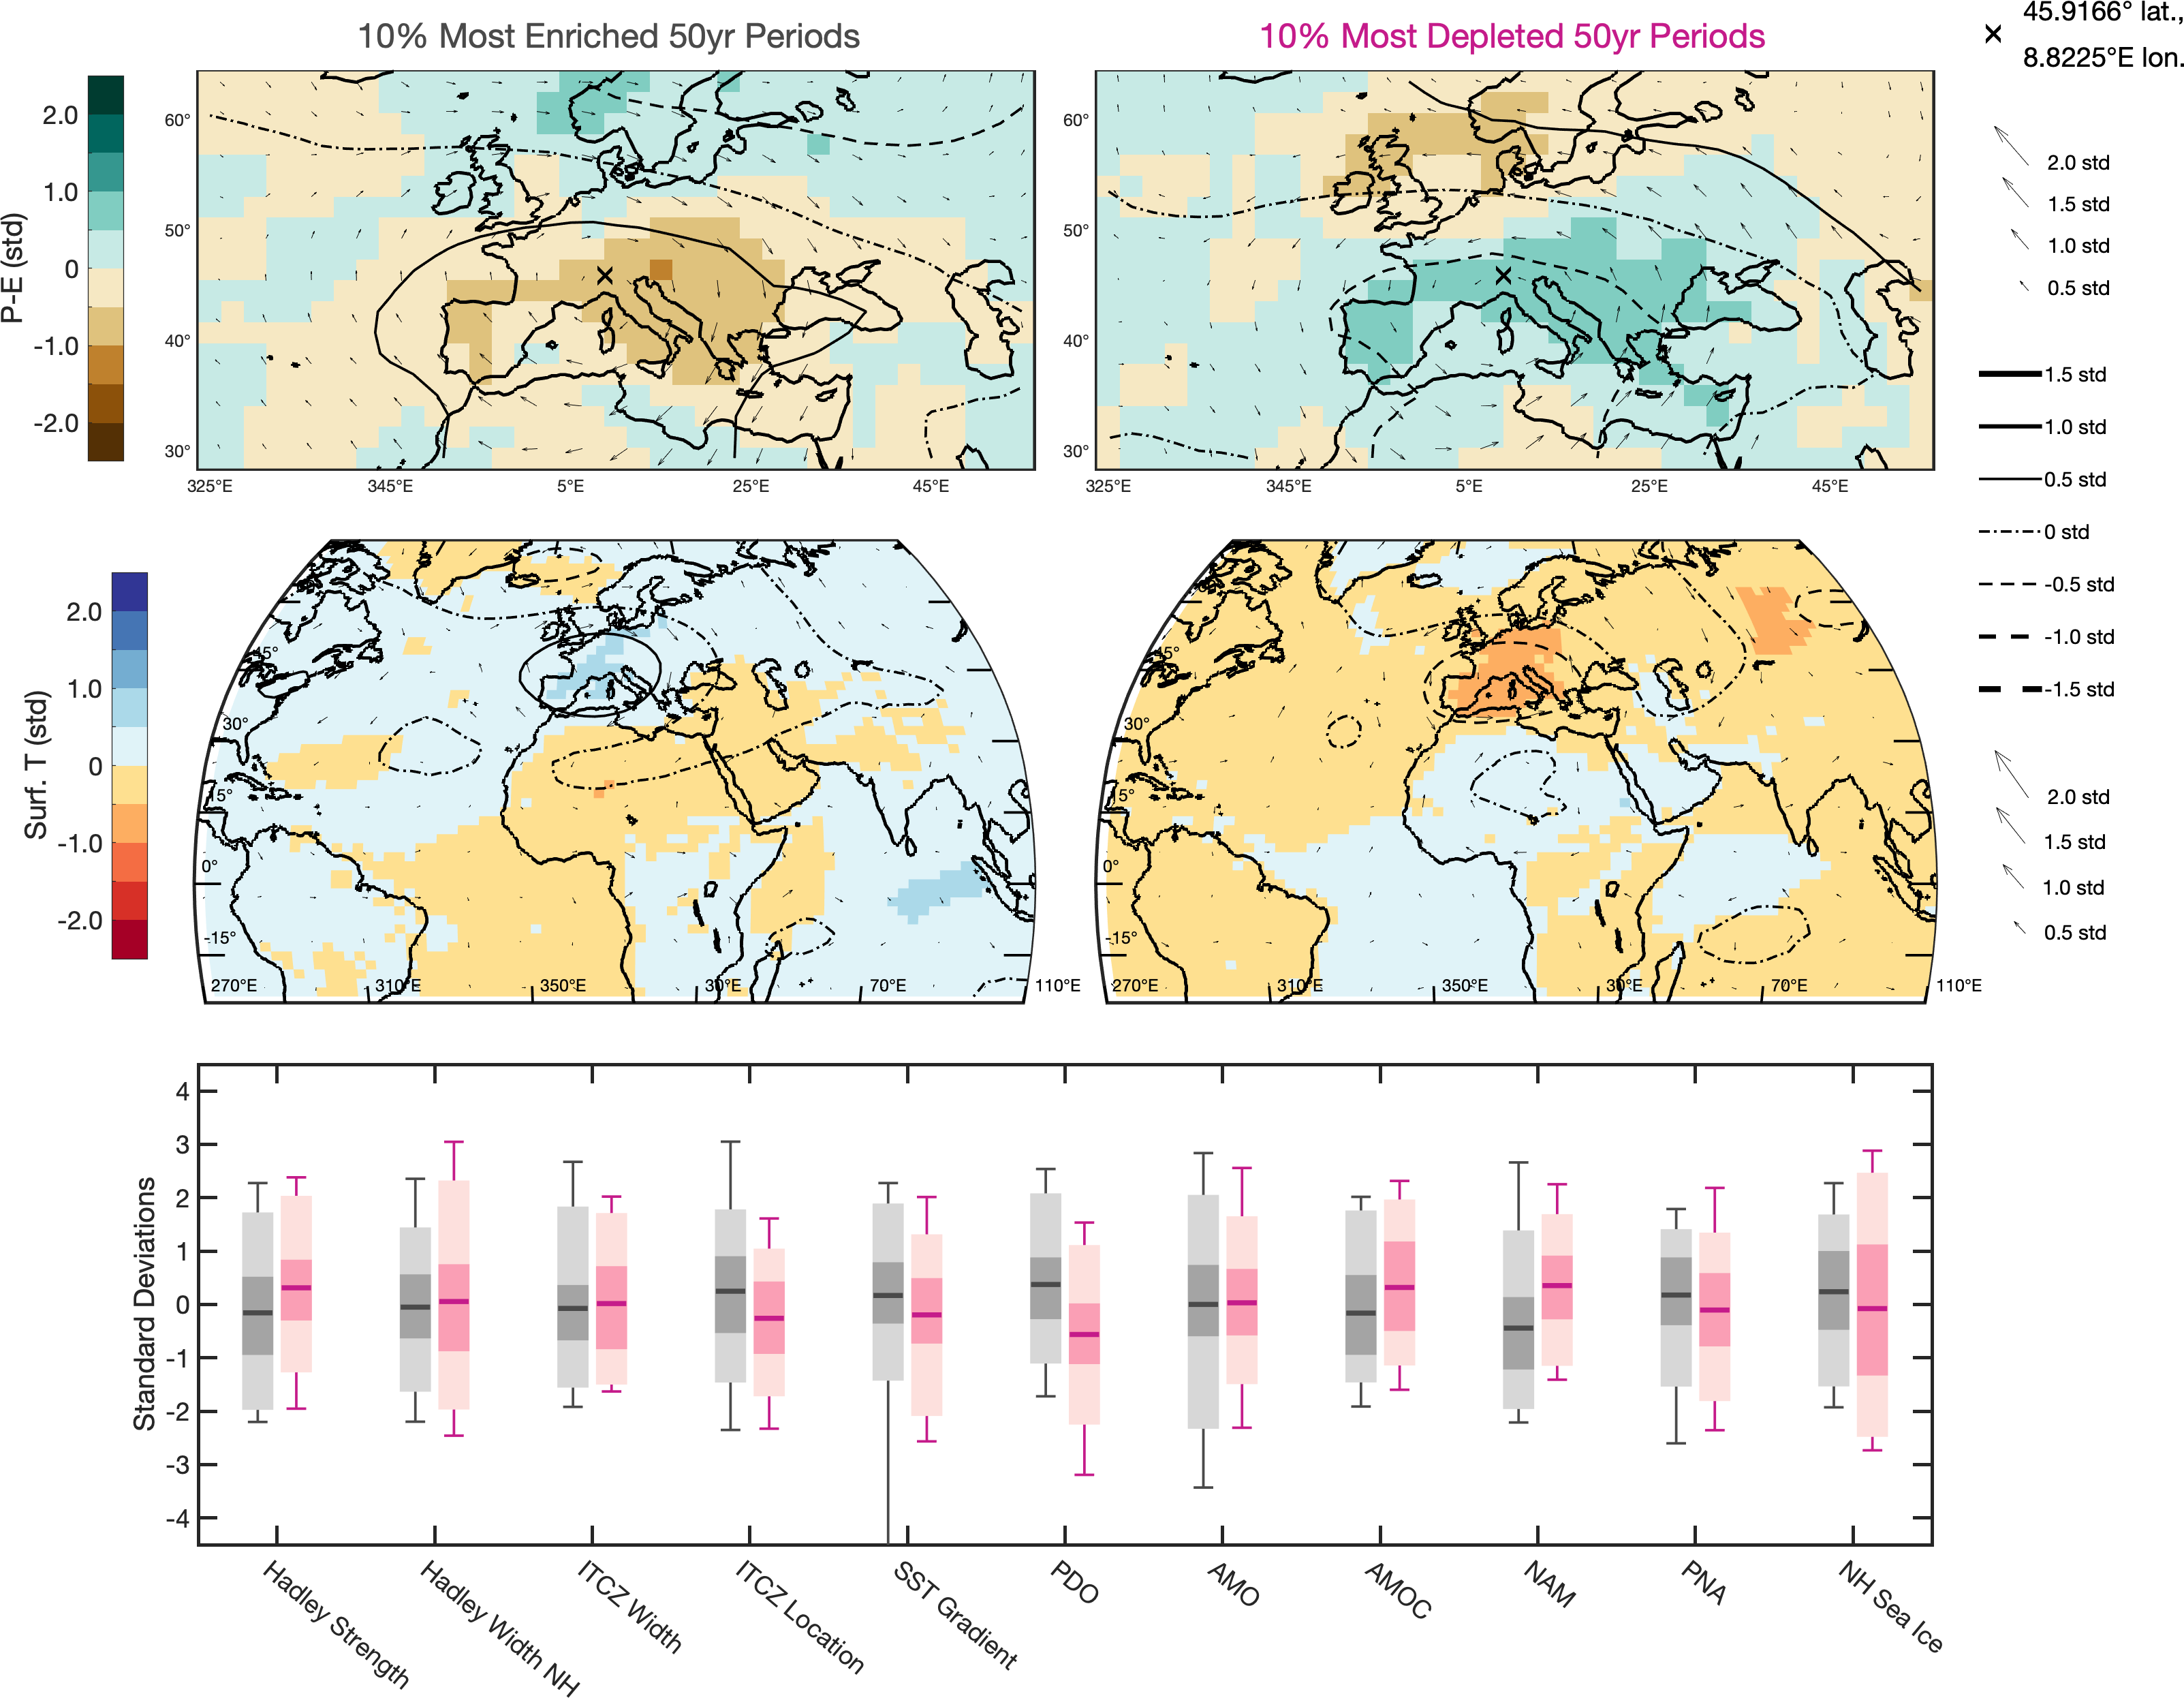 10% Most Enriched 50yr Periods
10% Most Depleted 50yr Periods
45.9166° lat.,
8.8225°E lon.
P-E (std)
2.0
1.0
0
-1.0
-2.0
60°
50°
40°
30°
325°E
345°E
5°E
25°E
45°E
60°
50°
40°
30°
325°E
345°E
5°E
25°E
45°E
2.0 std
1.5 std
1.0 std
0.5 std
1.5 std
1.0 std
0.5 std
0 std
-0.5 std
-1.0 std
-1.5 std
Surf. T (std)
2.0
1.0
0
-1.0
-2.0
45°
30°
15°
0°
-15°
270°E
310°E
350°E
30°E
70°E
110°E
45°
30°
15°
0°
-15°
270°E
310°E
350°E
30°E
70°E
110°E
2.0 std
1.5 std
1.0 std
0.5 std
Standard Deviations
4
3
2
1
0
-1
-2
-3
-4
Hadley Strength
Hadley Width NH
ITCZ Width
ITCZ Location
SST Gradient
PDO
AMO
AMOC
NAM
PNA
NH Sea Ice